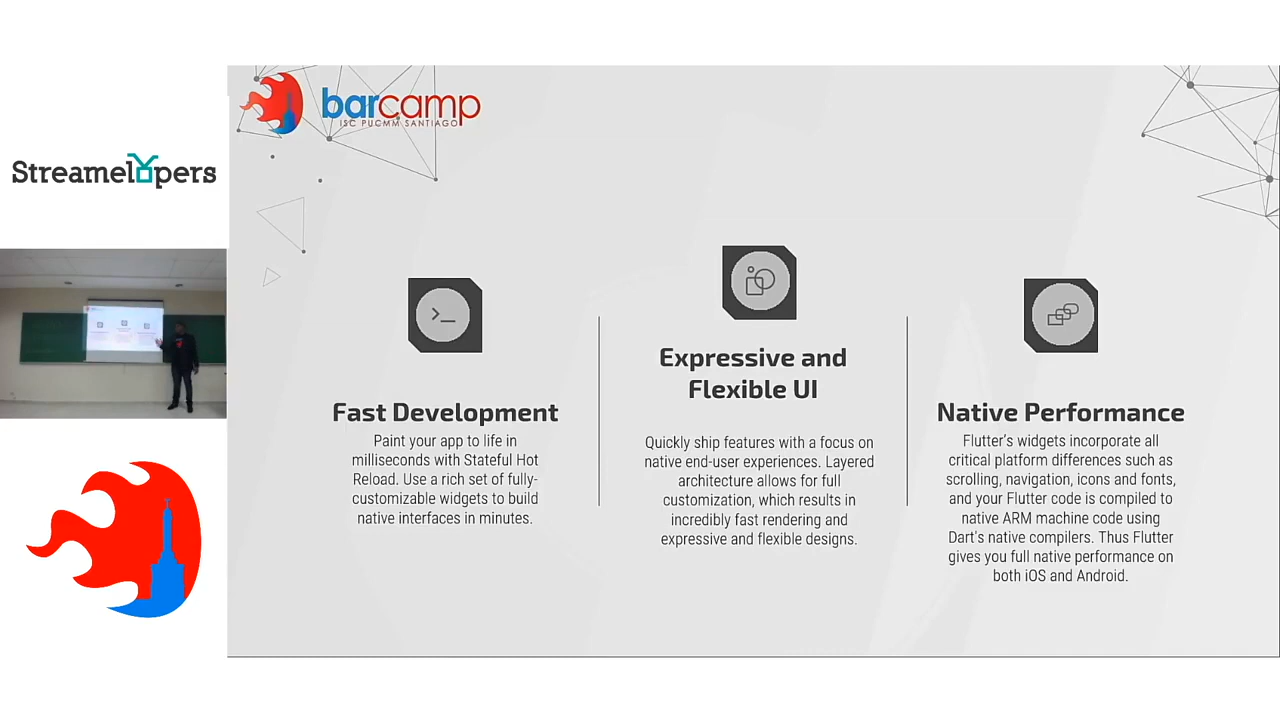 barcamp
ISC PUCMM SANTIAGO
Streamelopers
Fast Development
Paint your app to life in
milliseconds with Stateful Hot
Reload. Use a rich set of fully-
customizable widgets to build
native interfaces in minutes.
Expressive and
Flexible UI
Quickly ship features with a focus on
native end-user experiences. Layered
architecture allows for full
customization, which results in
incredibly fast rendering and
expressive and flexible designs.
Native Performance
Flutter's widgets incorporate all
critical platform differences such as
scrolling, navigation, icons and fonts,
and your Flutter code is compiled to
native ARM machine code using
Dart's native compilers. Thus Flutter
gives you full native performance on
both iOS and Android.